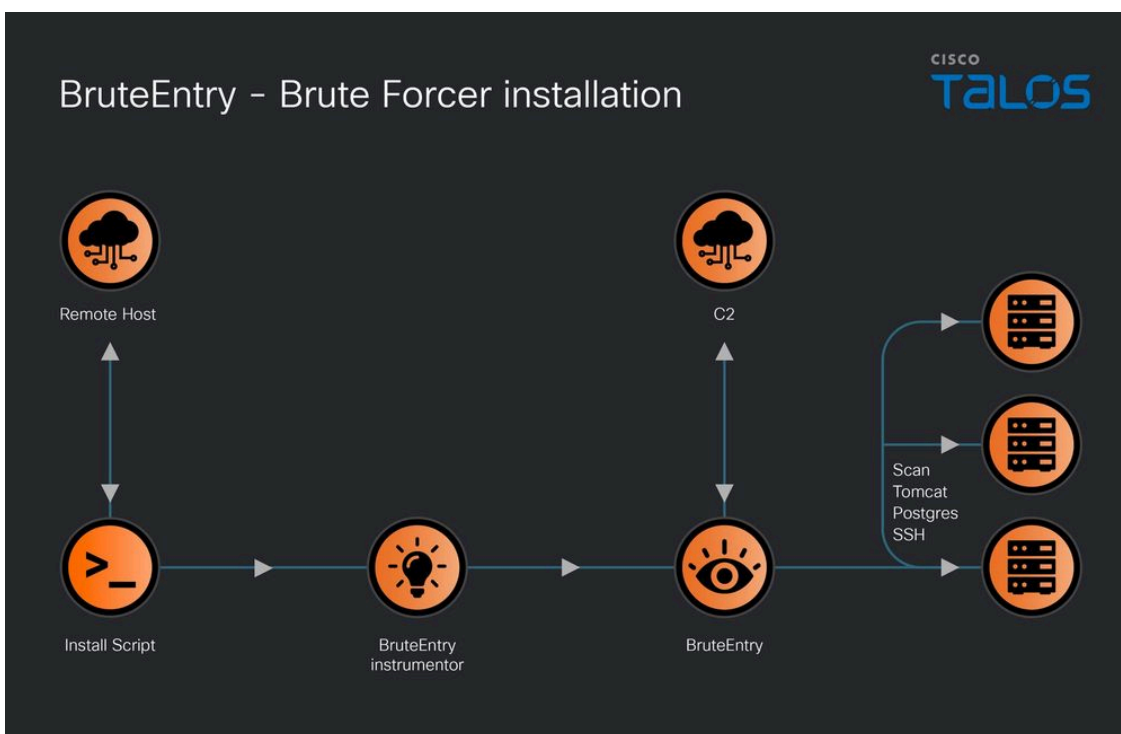 BruteEntry - Brute Forcer installation
CISCO
TALOS
Remote Host
C2
Scan
Tomcat
Postgres
SSH
>_
Install Script
BruteEntry
instrumentor
BruteEntry